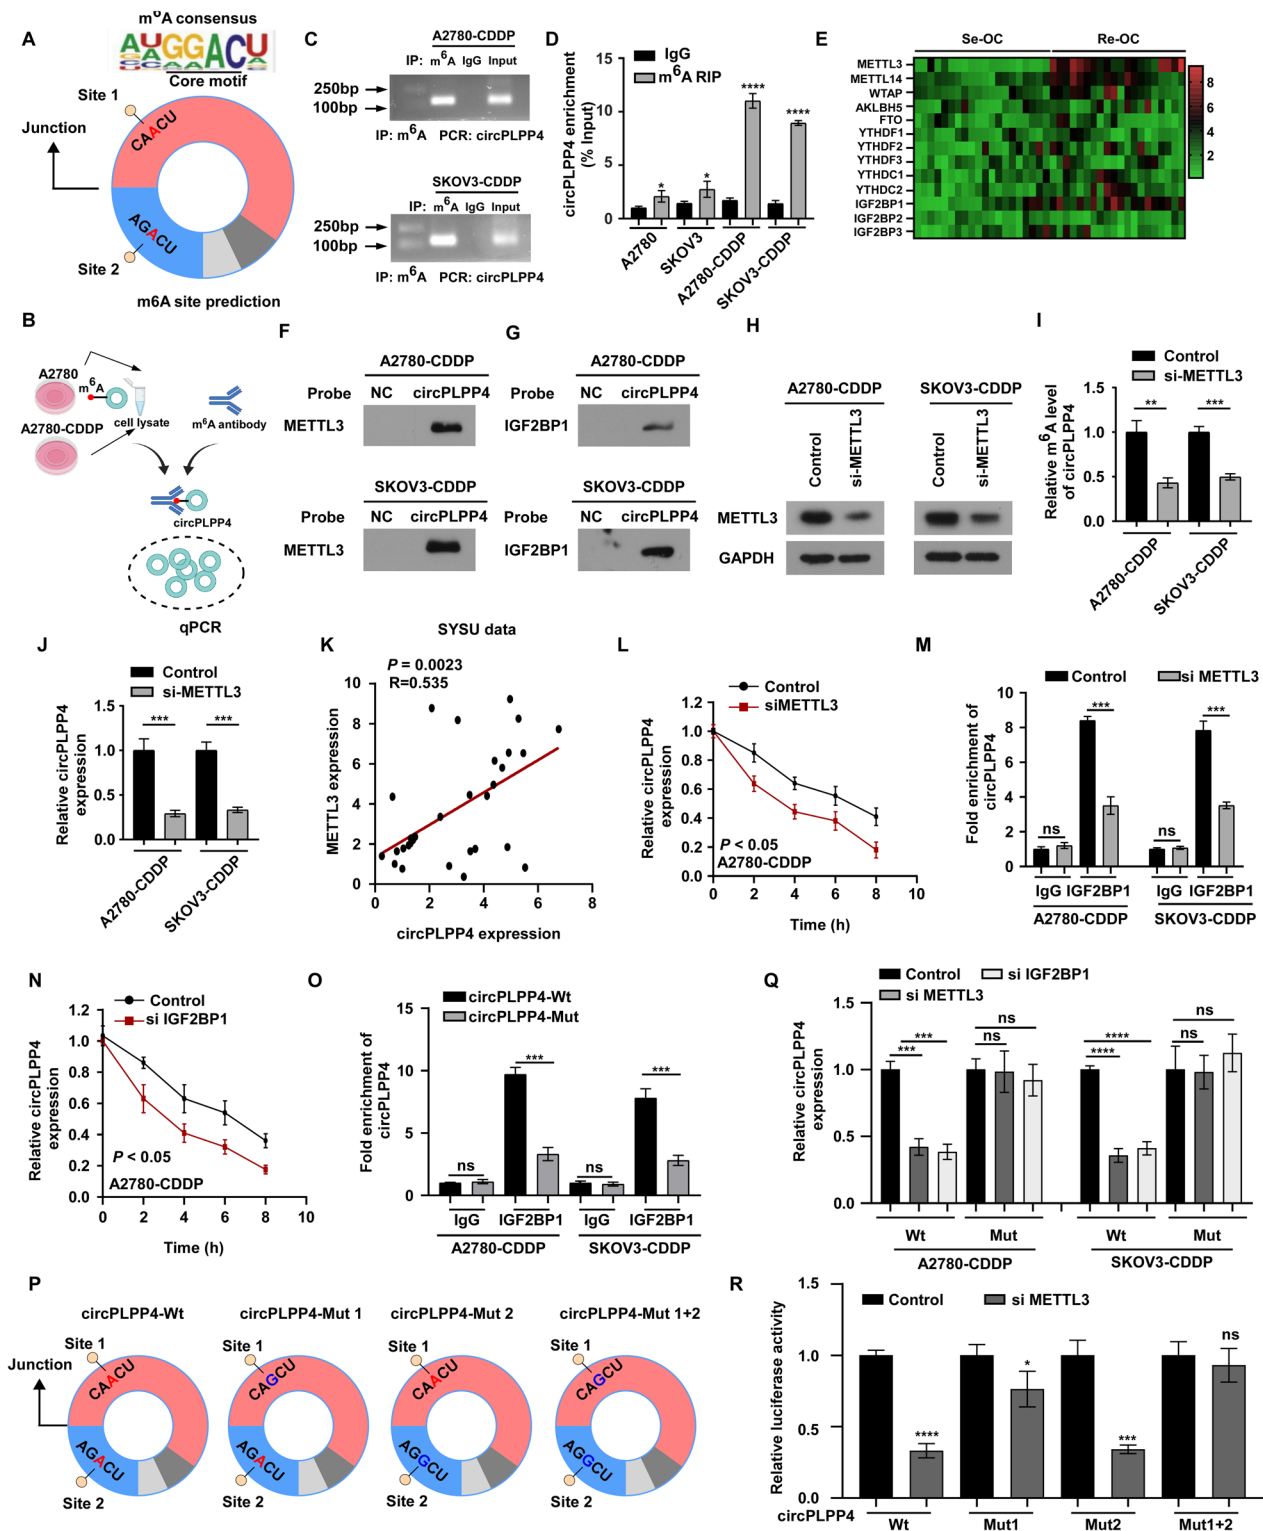 A
m6A consensus
AUGGACU
Core motif
Site 1
Junction
CAACU
AGACU
Site 2
m6A site prediction
B
A2780
m6A
A2780-CDDP
cell lysate
m6A antibody
circPLPP4
qPCR
C
A2780-CDDP
IP: m6A IgG Input
250bp
100bp
IP: m6A PCR: circPLPP4
SKOV3-CDDP
IP: m6A IgG Input
250bp
100bp
IP: m6A PCR: circPLPP4
D
IgG
m6A RIP
circPLPP4 enrichment
(% Input)
15
10
5
0
*
*
****
****
A2780
SKOV3
A2780-CDDP
SKOV3-CDDP
E
Se-OC Re-OC
METTL3
METTL14
WTAP
AKLBH5
FTO
YTHDF1
YTHDF2
YTHDF3
YTHDC1
YTHDC2
IGF2BP1
IGF2BP2
IGF2BP3
8
6
4
2
F
A2780-CDDP
Probe NC circPLPP4
METTL3
SKOV3-CDDP
Probe NC circPLPP4
METTL3
G
A2780-CDDP
Probe NC circPLPP4
IGF2BP1
SKOV3-CDDP
Probe NC circPLPP4
IGF2BP1
H
A2780-CDDP SKOV3-CDDP
Control si-METTL3 Control si-METTL3
METTL3
GAPDH
I
Control
si-METTL3
Relative m6A level
of circPLPP4
1.5
1.0
0.5
0.0
** ***
A2780-CDDP
SKOV3-CDDP
J
Control
si-METTL3
Relative circPLPP4
expression
1.5
1.0
0.5
0.0
*** ***
A2780-CDDP
SKOV3-CDDP
K
SYSU data
P = 0.0023
R=0.535
METTL3 expression
10
8
6
4
2
0
0 2 4 6 8
circPLPP4 expression
L
Control
siMETTL3
Relative circPLPP4
expression
1.2
1.0
0.8
0.6
0.4
0.2
0.0
P < 0.05
A2780-CDDP
0 2 4 6 8 10
Time (h)
M
Control si METTL3
Fold enrichment of
circPLPP4
10
8
6
4
2
0
ns *** ns ***
IgG IGF2BP1 IgG IGF2BP1
A2780-CDDP SKOV3-CDDP
N
Control
si IGF2BP1
Relative circPLPP4
expression
1.2
1.0
0.8
0.6
0.4
0.2
0.0
P < 0.05
A2780-CDDP
0 2 4 6 8 10
Time (h)
O
circPLPP4-Wt
circPLPP4-Mut
Fold enrichment of
circPLPP4
15
10
5
0
ns *** ns ***
IgG IGF2BP1 IgG IGF2BP1
A2780-CDDP SKOV3-CDDP
Q
Control si IGF2BP1
si METTL3
Relative circPLPP4
expression
1.5
1.0
0.5
0.0
*** *** ns ns **** **** ns ns
Wt Mut Wt Mut
A2780-CDDP SKOV3-CDDP
P
circPLPP4-Wt circPLPP4-Mut 1 circPLPP4-Mut 2 circPLPP4-Mut 1+2
Site 1 Site 1 Site 1 Site 1
Junction
CAACU CAGCU CAACU CAGCU
AGACU AGACU AGGCU AGGCU
Site 2 Site 2 Site 2 Site 2
R
Control si METTL3
Relative luciferase activity
1.5
1.0
0.5
0.0
**** * *** ns
circPLPP4
Wt Mut1 Mut2 Mut1+2